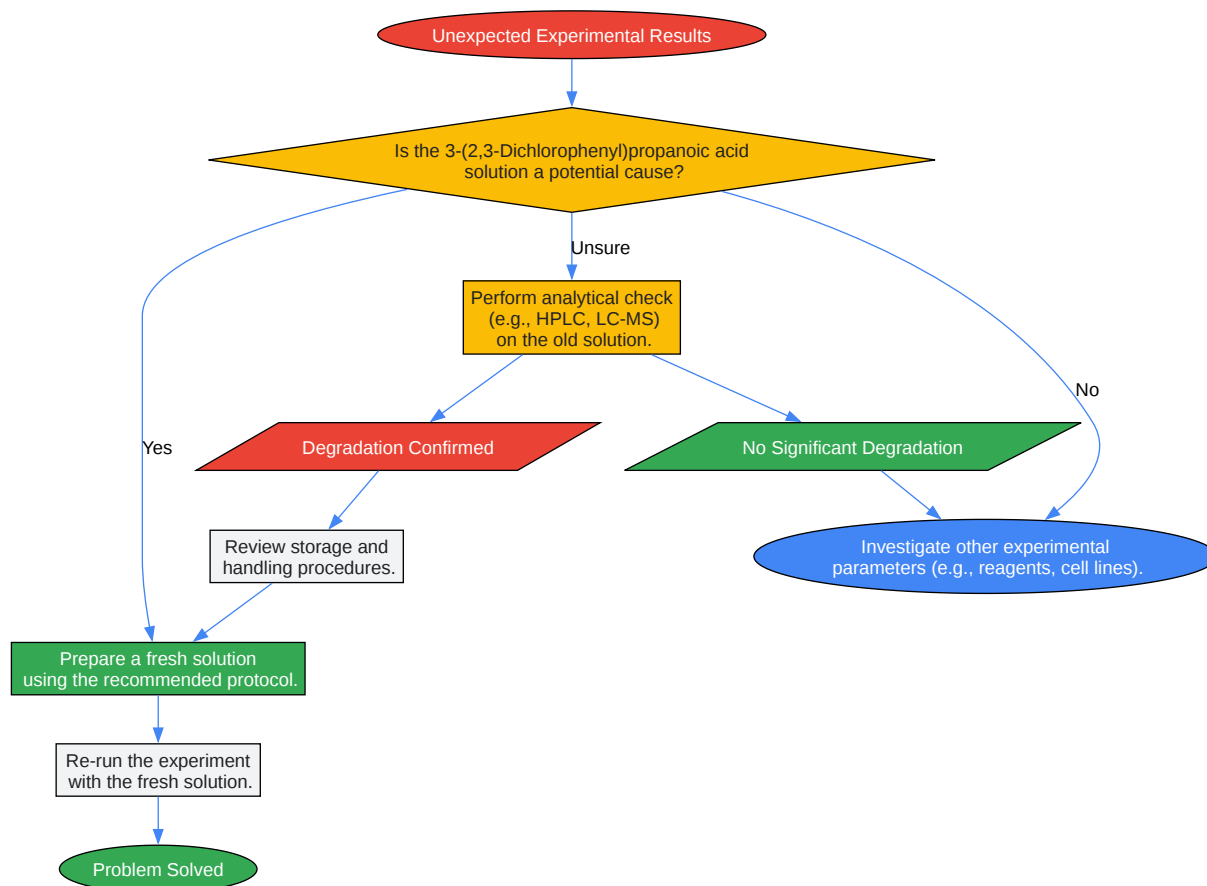 Unexpected Experimental Results
Is the 3-(2,3-Dichlorophenyl)propanoic acid
solution a potential cause?
Unsure
Perform analytical check
(e.g., HPLC, LC-MS)
on the old solution.
No
Yes
Degradation Confirmed
No Significant Degradation
Review storage and
handling procedures.
Investigate other experimental
parameters (e.g., reagents, cell lines).
Prepare a fresh solution
using the recommended protocol.
Re-run the experiment
with the fresh solution.
Problem Solved